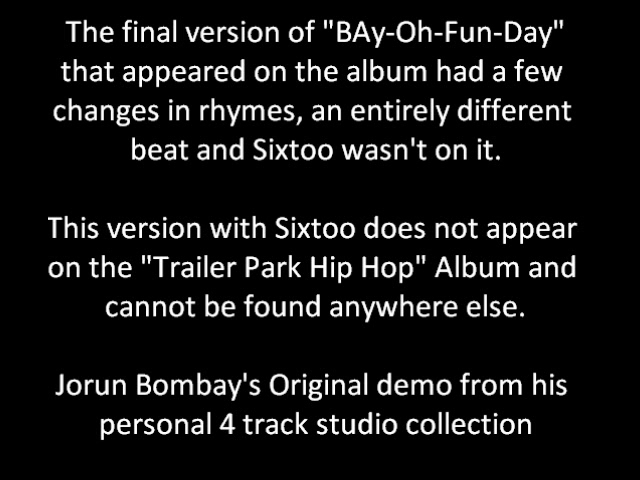 The final version of "BAy-Oh-Fun-Day"
that appeared on the album had a few
changes in rhymes, an entirely different
beat and Sixtoo wasn't on it.
This version with Sixtoo does not appear
on the "Trailer Park Hip Hop" Album and
cannot be found anywhere else.
Jorun Bombay's Original demo from his
personal 4 track studio collection